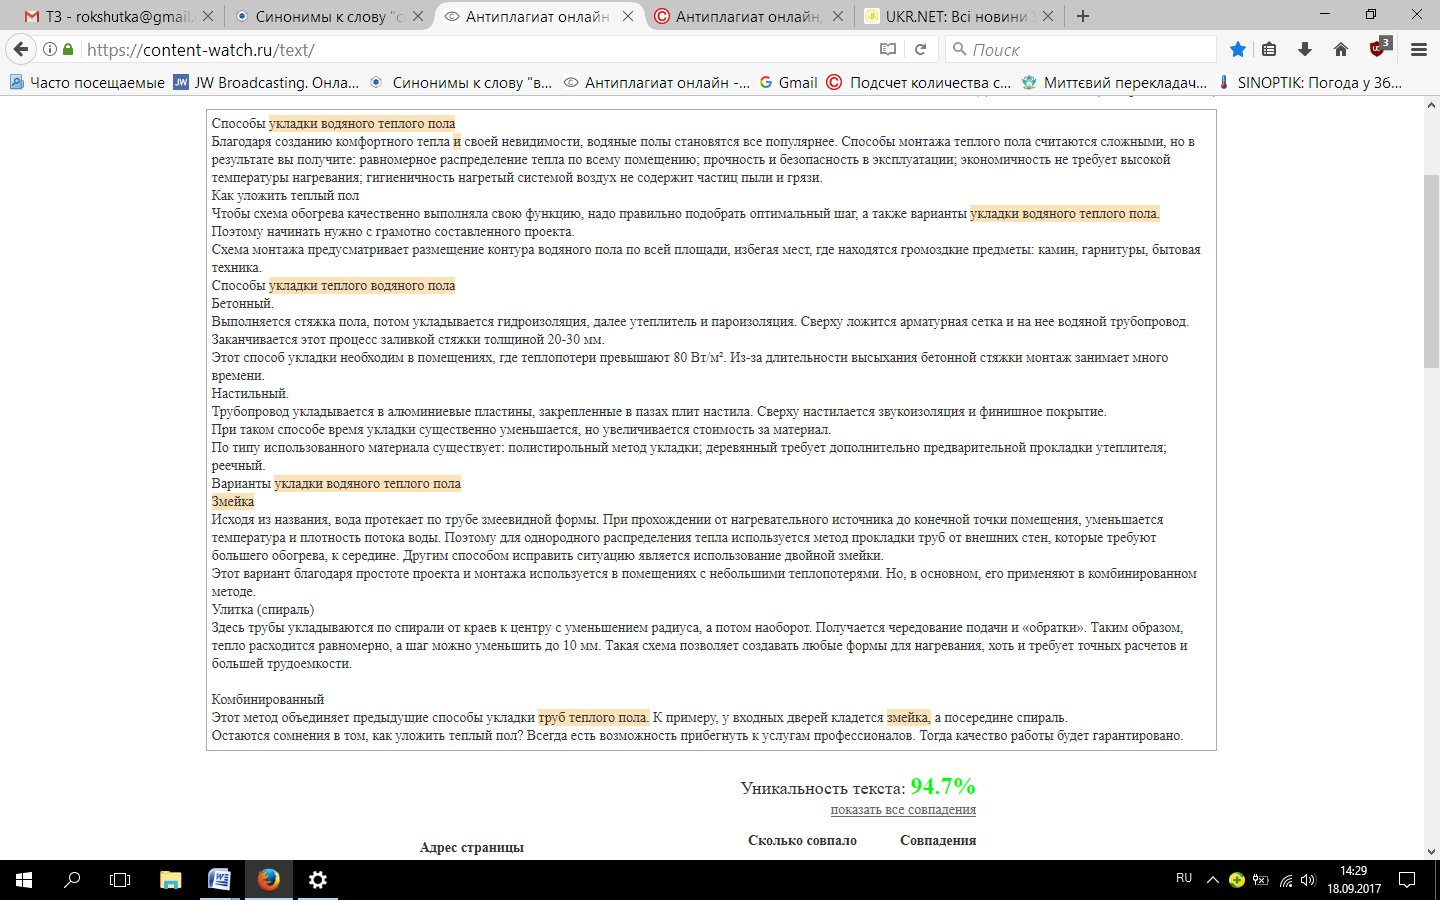 ТЗ - rokshutka@gmail.
Синонимы к слову "с
Антиплагиат онлайн
Антиплагиат онлайн,
UKR.NET: Всі новини
https://content-watch.ru/text/
Поиск
3
Часто посещаемые
JW Broadcasting. Онла...
Синонимы к слову "в...
Антиплагиат онлайн -...
Gmail
Подсчет количества с...
Миттєвий перекладач...
SINOPTIK: Погода у Зб...
Способы укладки водяного теплого пола
Благодаря созданию комфортного тепла и своей невидимости, водяные полы становятся все популярнее. Способы монтажа теплого пола считаются сложными, но в
результате вы получите: равномерное распределение тепла по всему помещению; прочность и безопасность в эксплуатации; экономичность не требует высокой
температуры нагревания; гигиеничность нагретый системой воздух не содержит частиц пыли и грязи.
Как уложить теплый пол
Чтобы схема обогрева качественно выполняла свою функцию, надо правильно подобрать оптимальный шаг, а также варианты укладки водяного теплого пола.
Поэтому начинать нужно с грамотно составленного проекта.
Схема монтажа предусматривает размещение контура водяного пола по всей площади, избегая мест, где находятся громоздкие предметы: камин, гарнитуры, бытовая
техника.
Способы укладки теплого водяного пола
Бетонный.
Выполняется стяжка пола, потом укладывается гидроизоляция, далее утеплитель и пароизоляция. Сверху ложится арматурная сетка и на нее водяной трубопровод.
Заканчивается этот процесс заливкой стяжки толщиной 20-30 мм.
Этот способ укладки необходим в помещениях, где теплопотери превышают 80 Вт/м². Из-за длительности высыхания бетонной стяжки монтаж занимает много
времени.
Настильный.
Трубопровод укладывается в алюминиевые пластины, закрепленные в пазах плит настила. Сверху настилается звукоизоляция и финишное покрытие.
При таком способе время укладки существенно уменьшается, но увеличивается стоимость за материал.
По типу использованного материала существует: полистирольный метод укладки; деревянный требует дополнительно предварительной прокладки утеплителя;
реечный.
Варианты укладки водяного теплого пола
Змейка
Исходя из названия, вода протекает по трубе змеевидной формы. При прохождении от нагревательного источника до конечной точки помещения, уменьшается
температура и плотность потока воды. Поэтому для однородного распределения тепла используется метод прокладки труб от внешних стен, которые требуют
большего обогрева, к середине. Другим способом исправить ситуацию является использование двойной змейки.
Этот вариант благодаря простоте проекта и монтажа используется в помещениях с небольшими теплопотерями. Но, в основном, его применяют в комбинированном
методе.
Улитка (спираль)
Здесь трубы укладываются по спирали от краев к центру с уменьшением радиуса, а потом наоборот. Получается чередование подачи и «обратки». Таким образом,
тепло расходится равномерно, а шаг можно уменьшить до 10 мм. Такая схема позволяет создавать любые формы для нагревания, хоть и требует точных расчетов и
большей трудоемкости.
Комбинированный
Этот метод объединяет предыдущие способы укладки труб теплого пола. К примеру, у входных дверей кладется змейка, а посередине спираль.
Остаются сомнения в том, как уложить теплый пол? Всегда есть возможность прибегнуть к услугам профессионалов. Тогда качество работы будет гарантировано.
Уникальность текста: 94.7%
показать все совпадения
Адрес страницы
Сколько совпало
Совпадения
RU
14:29
18.09.2017